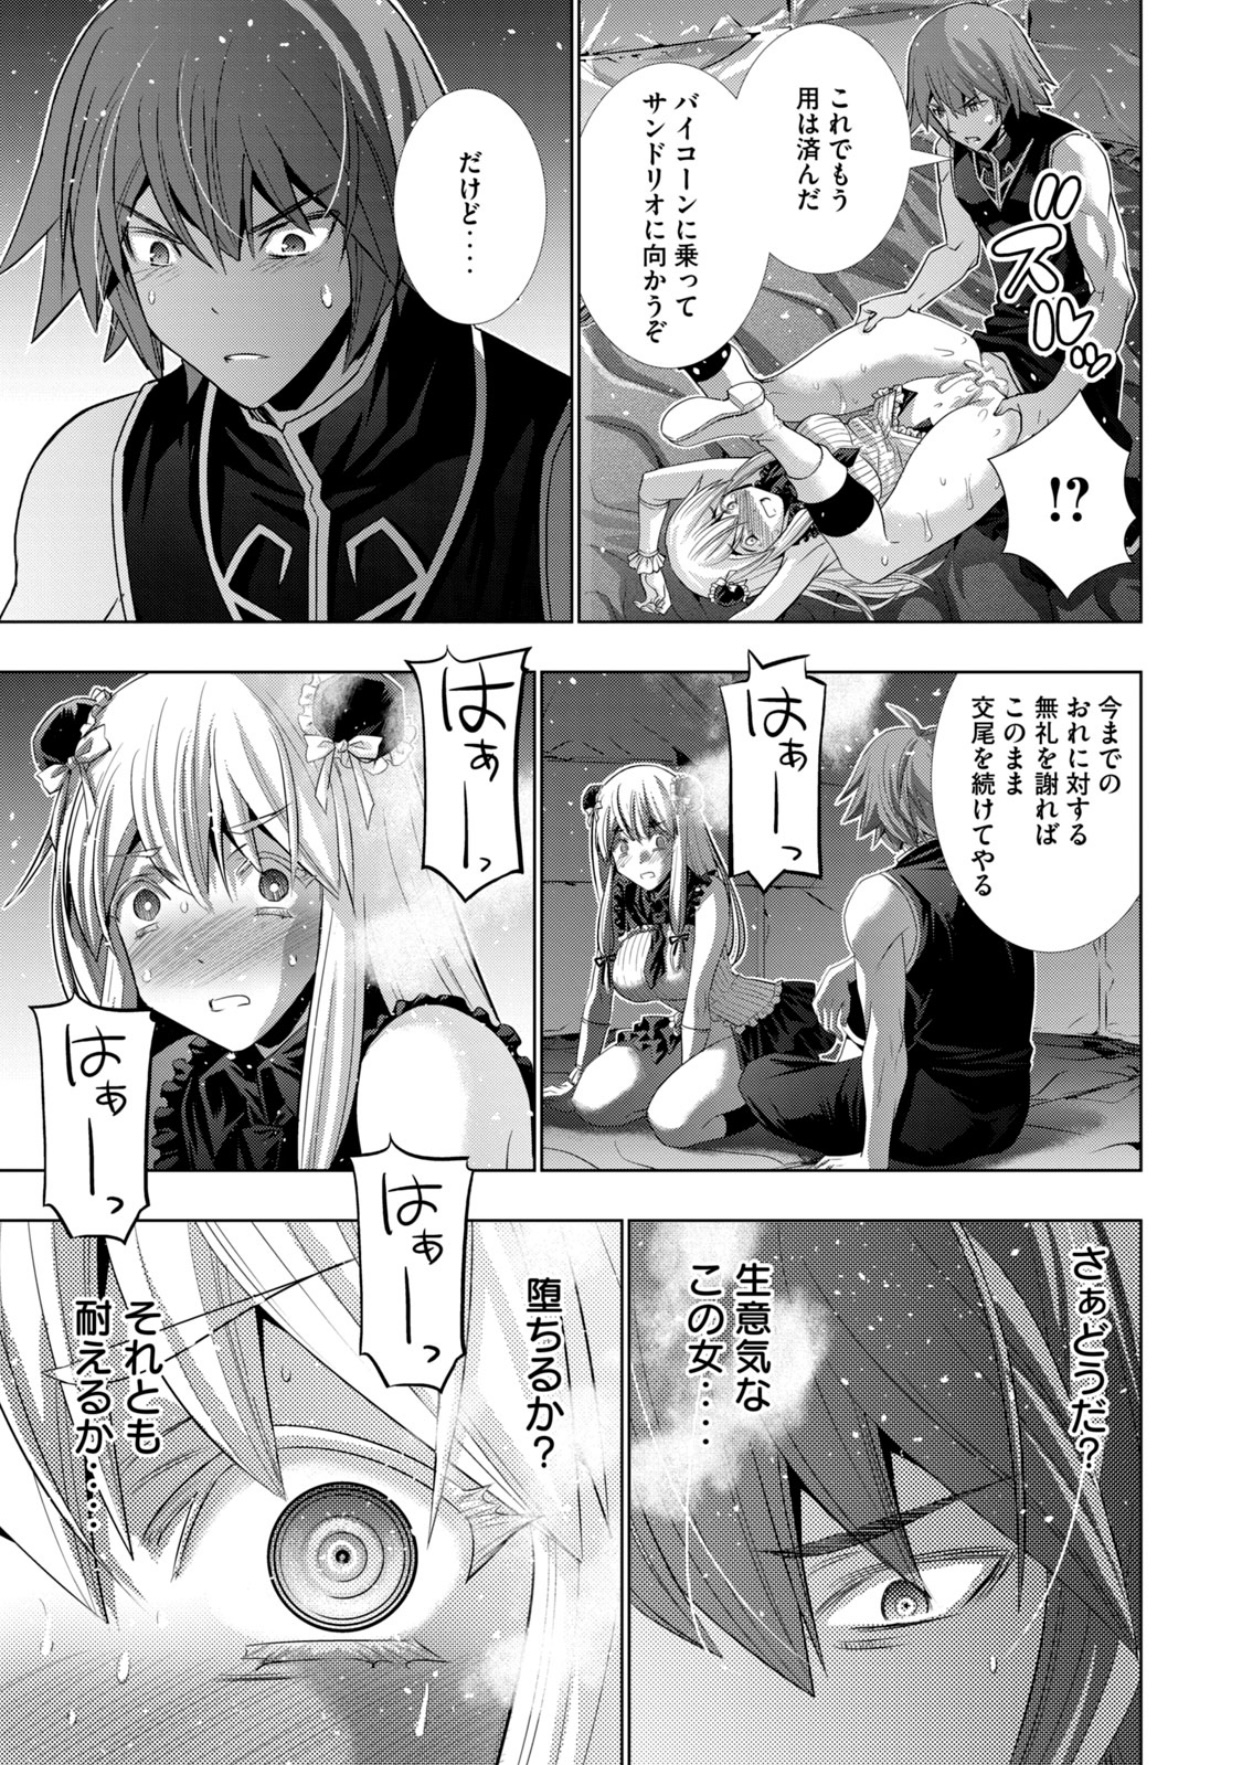 これでもう
用は済んだ
バイコーンに乗って
サンドリオに向かうぞ
ズルッ
!?
だけど‥‥
今までの
おれに対する
無礼を謝れば
このまま
交尾を続けてやる
はぁーっ
はぁーっ
はぁーっ
はぁーっ
さぁどうだ?
生意気な
この女‥‥
堕ちるか?
それとも
耐えるか‥‥